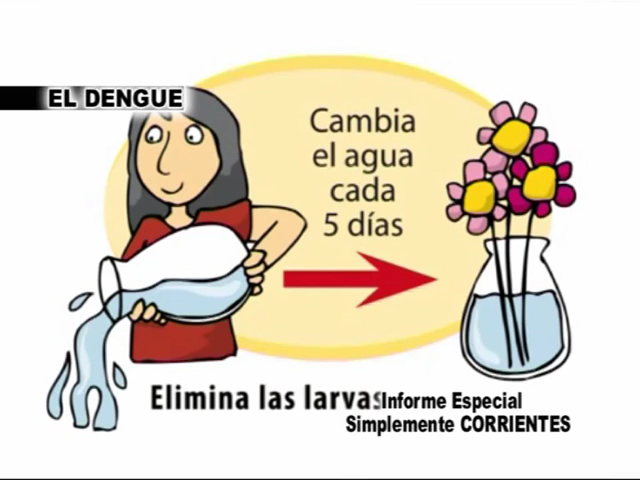 EL DENGUE
Cambia
el agua
cada
5 días
Elimina las larvas
Informe Especial
Simplemente CORRIENTES